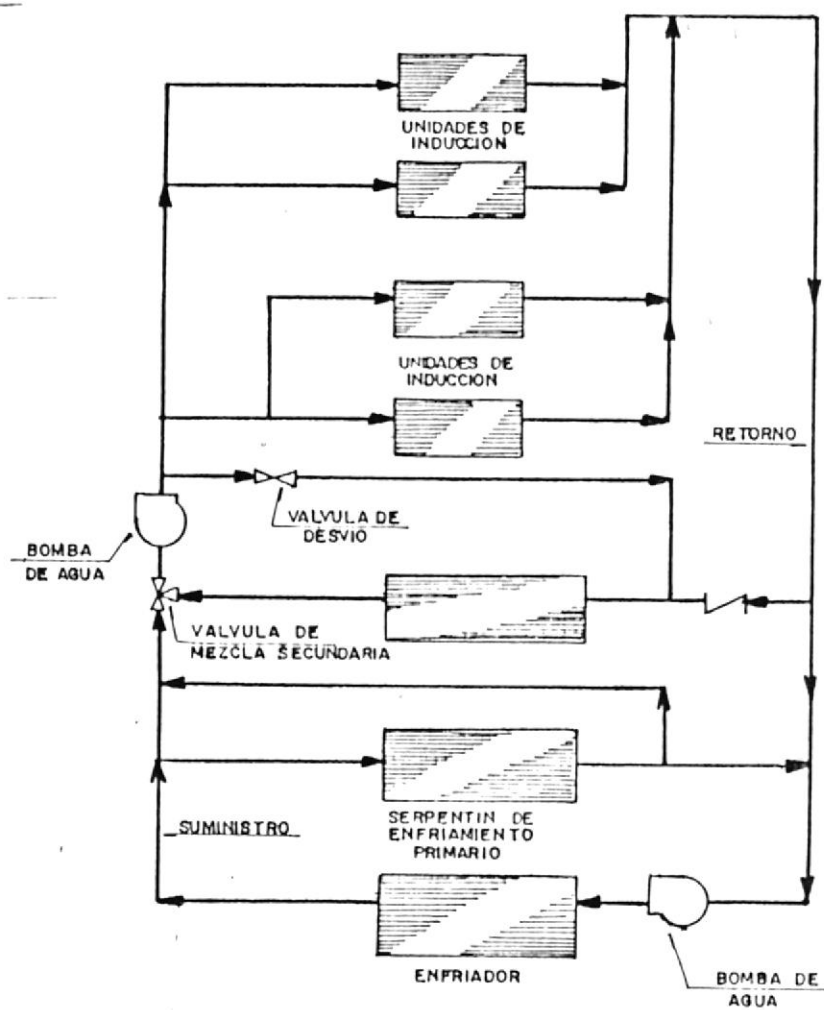 UNIDADES DE
INDUCCION
UNIDADES DE
INDUCCION
RETORNO
VALVULA DE
DESVIO
BOMBA
DE AGUA
VALVULA DE
MEZCLA SECUNDARIA
SERPENTIN DE
ENFRIAMIENTO
PRIMARIO
SUMINISTRO
ENFRIADOR
BOMBA DE
AGUA